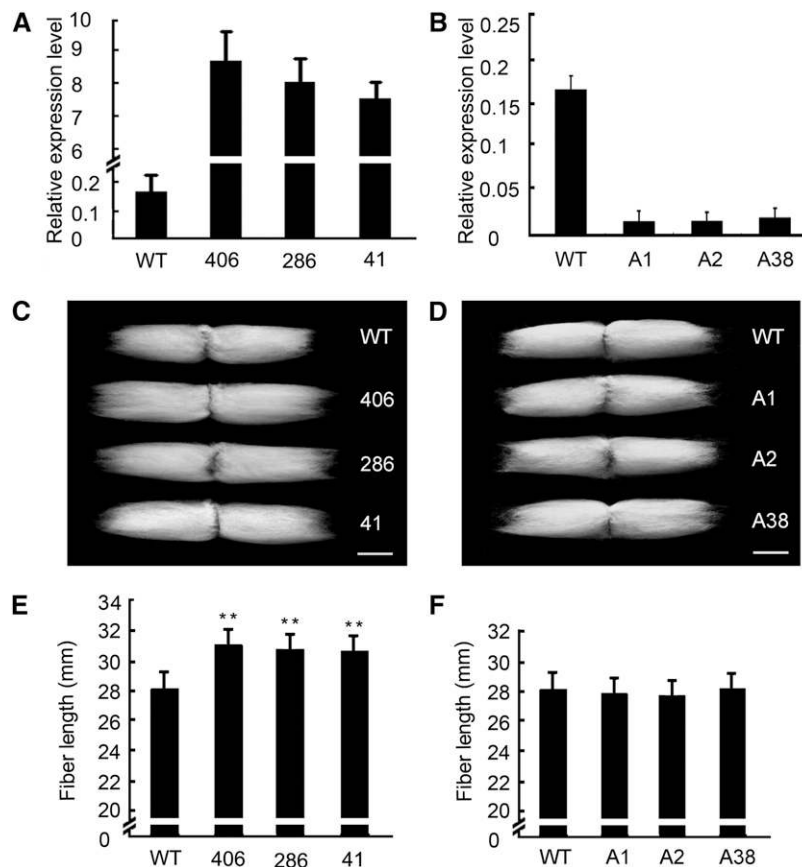 A
Relative expression level
10
9
8
7
6
0.2
0.1
0
WT 406 286 41
B
Relative expression level
0.25
0.2
0.15
0.1
0.05
0
WT A1 A2 A38
C
WT
406
286
41
D
WT
A1
A2
A38
E
Fiber length (mm)
34
32
30
28
26
24
22
20
0
** ** **
WT 406 286 41
F
Fiber length (mm)
32
30
28
26
24
22
20
0
WT A1 A2 A38